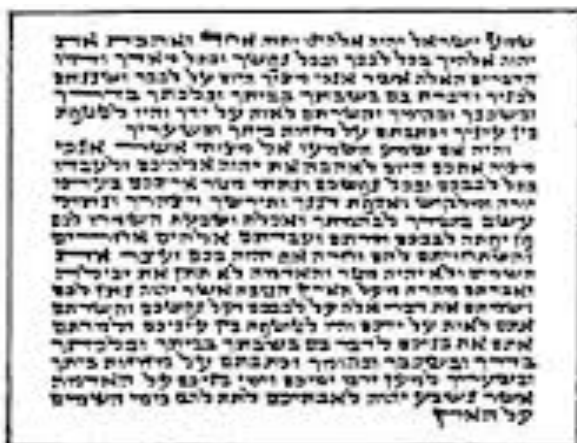 שמע ישראל יהוה אלהינו יהוה אחד ואהבת את
יהוה אלהיך בכל לבבך ובכל נפשך ובכל מאדך והיו
הדברים האלה אשר אנכי מצוך היום על לבבך ושננתם
לבניך ודברת בם בשבתך בביתך ובלכתך בדרך
ובשכבך ובקומך וקשרתם לאות על ידך והיו לטטפת
בין עיניך וכתבתם על מזזות ביתך ובשעריך
והיה אם שמע תשמעו אל מצותי אשר אנכי
מצוה אתכם היום לאהבה את יהוה אלהיכם ולעבדו
בכל לבבכם ובכל נפשכם ונתתי מטר ארצכם בעתו
יורה ומלקוש ואספת דגנך ותירשך ויצהרך ונתתי
עשב בשדך לבהמתך ואכלת ושבעת השמרו לכם
פן יפתה לבבכם וסרתם ועבדתם אלהים אחרים
והשתחויתם להם וחרה אף יהוה בכם ועצר את
השמים ולא יהיה מטר והאדמה לא תתן את יבולה
ואבדתם מהרה מעל הארץ הטבה אשר יהוה נתן לכם
ושמתם את דברי אלה על לבבכם ועל נפשכם וקשרתם
אתם לאות על ידכם והיו לטוטפת בין עיניכם ולמדתם
אתם את בניכם לדבר בם בשבתך בביתך ובלכתך
בדרך ובשכבך ובקומך וכתבתם על מזוזות ביתך
ובשעריך למען ירבו ימיכם וימי בניכם על האדמה
אשר נשבע יהוה לאבתיכם לתת להם כימי השמים
על הארץ